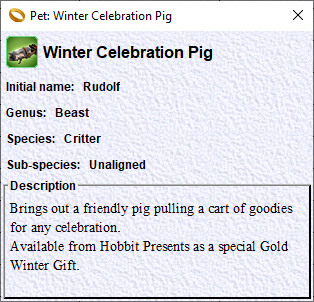 Pet: Winter Celebration Pig
Winter Celebration Pig
Initial name: Rudolf
Genus: Beast
Species: Critter
Sub-species: Unaligned
Description
Brings out a friendly pig pulling a cart of goodies
for any celebration.
Available from Hobbit Presents as a special Gold
Winter Gift.